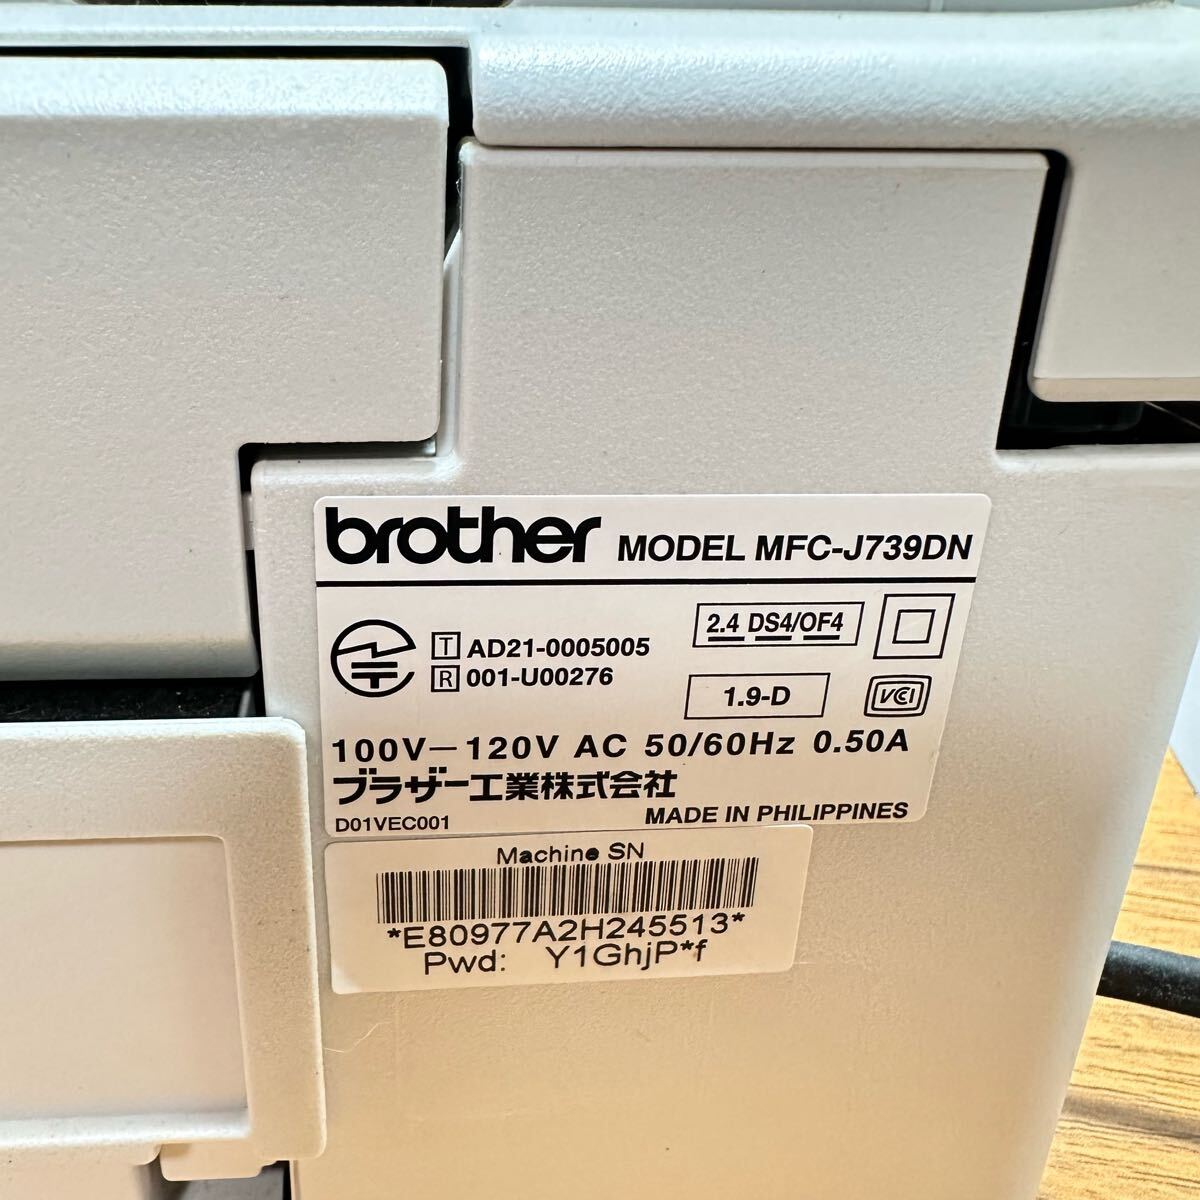 brother MODEL MFC-J739DN
T AD21-0005005
R 001-U00276
2.4 DS4/OF4
1.9-D
VCCI
100V－120V AC 50/60Hz 0.50A
ブラザー工業株式会社
D01VEC001
MADE IN PHILIPPINES
Machine SN
*E80977A2H245513*
Pwd: Y1GhjP*f